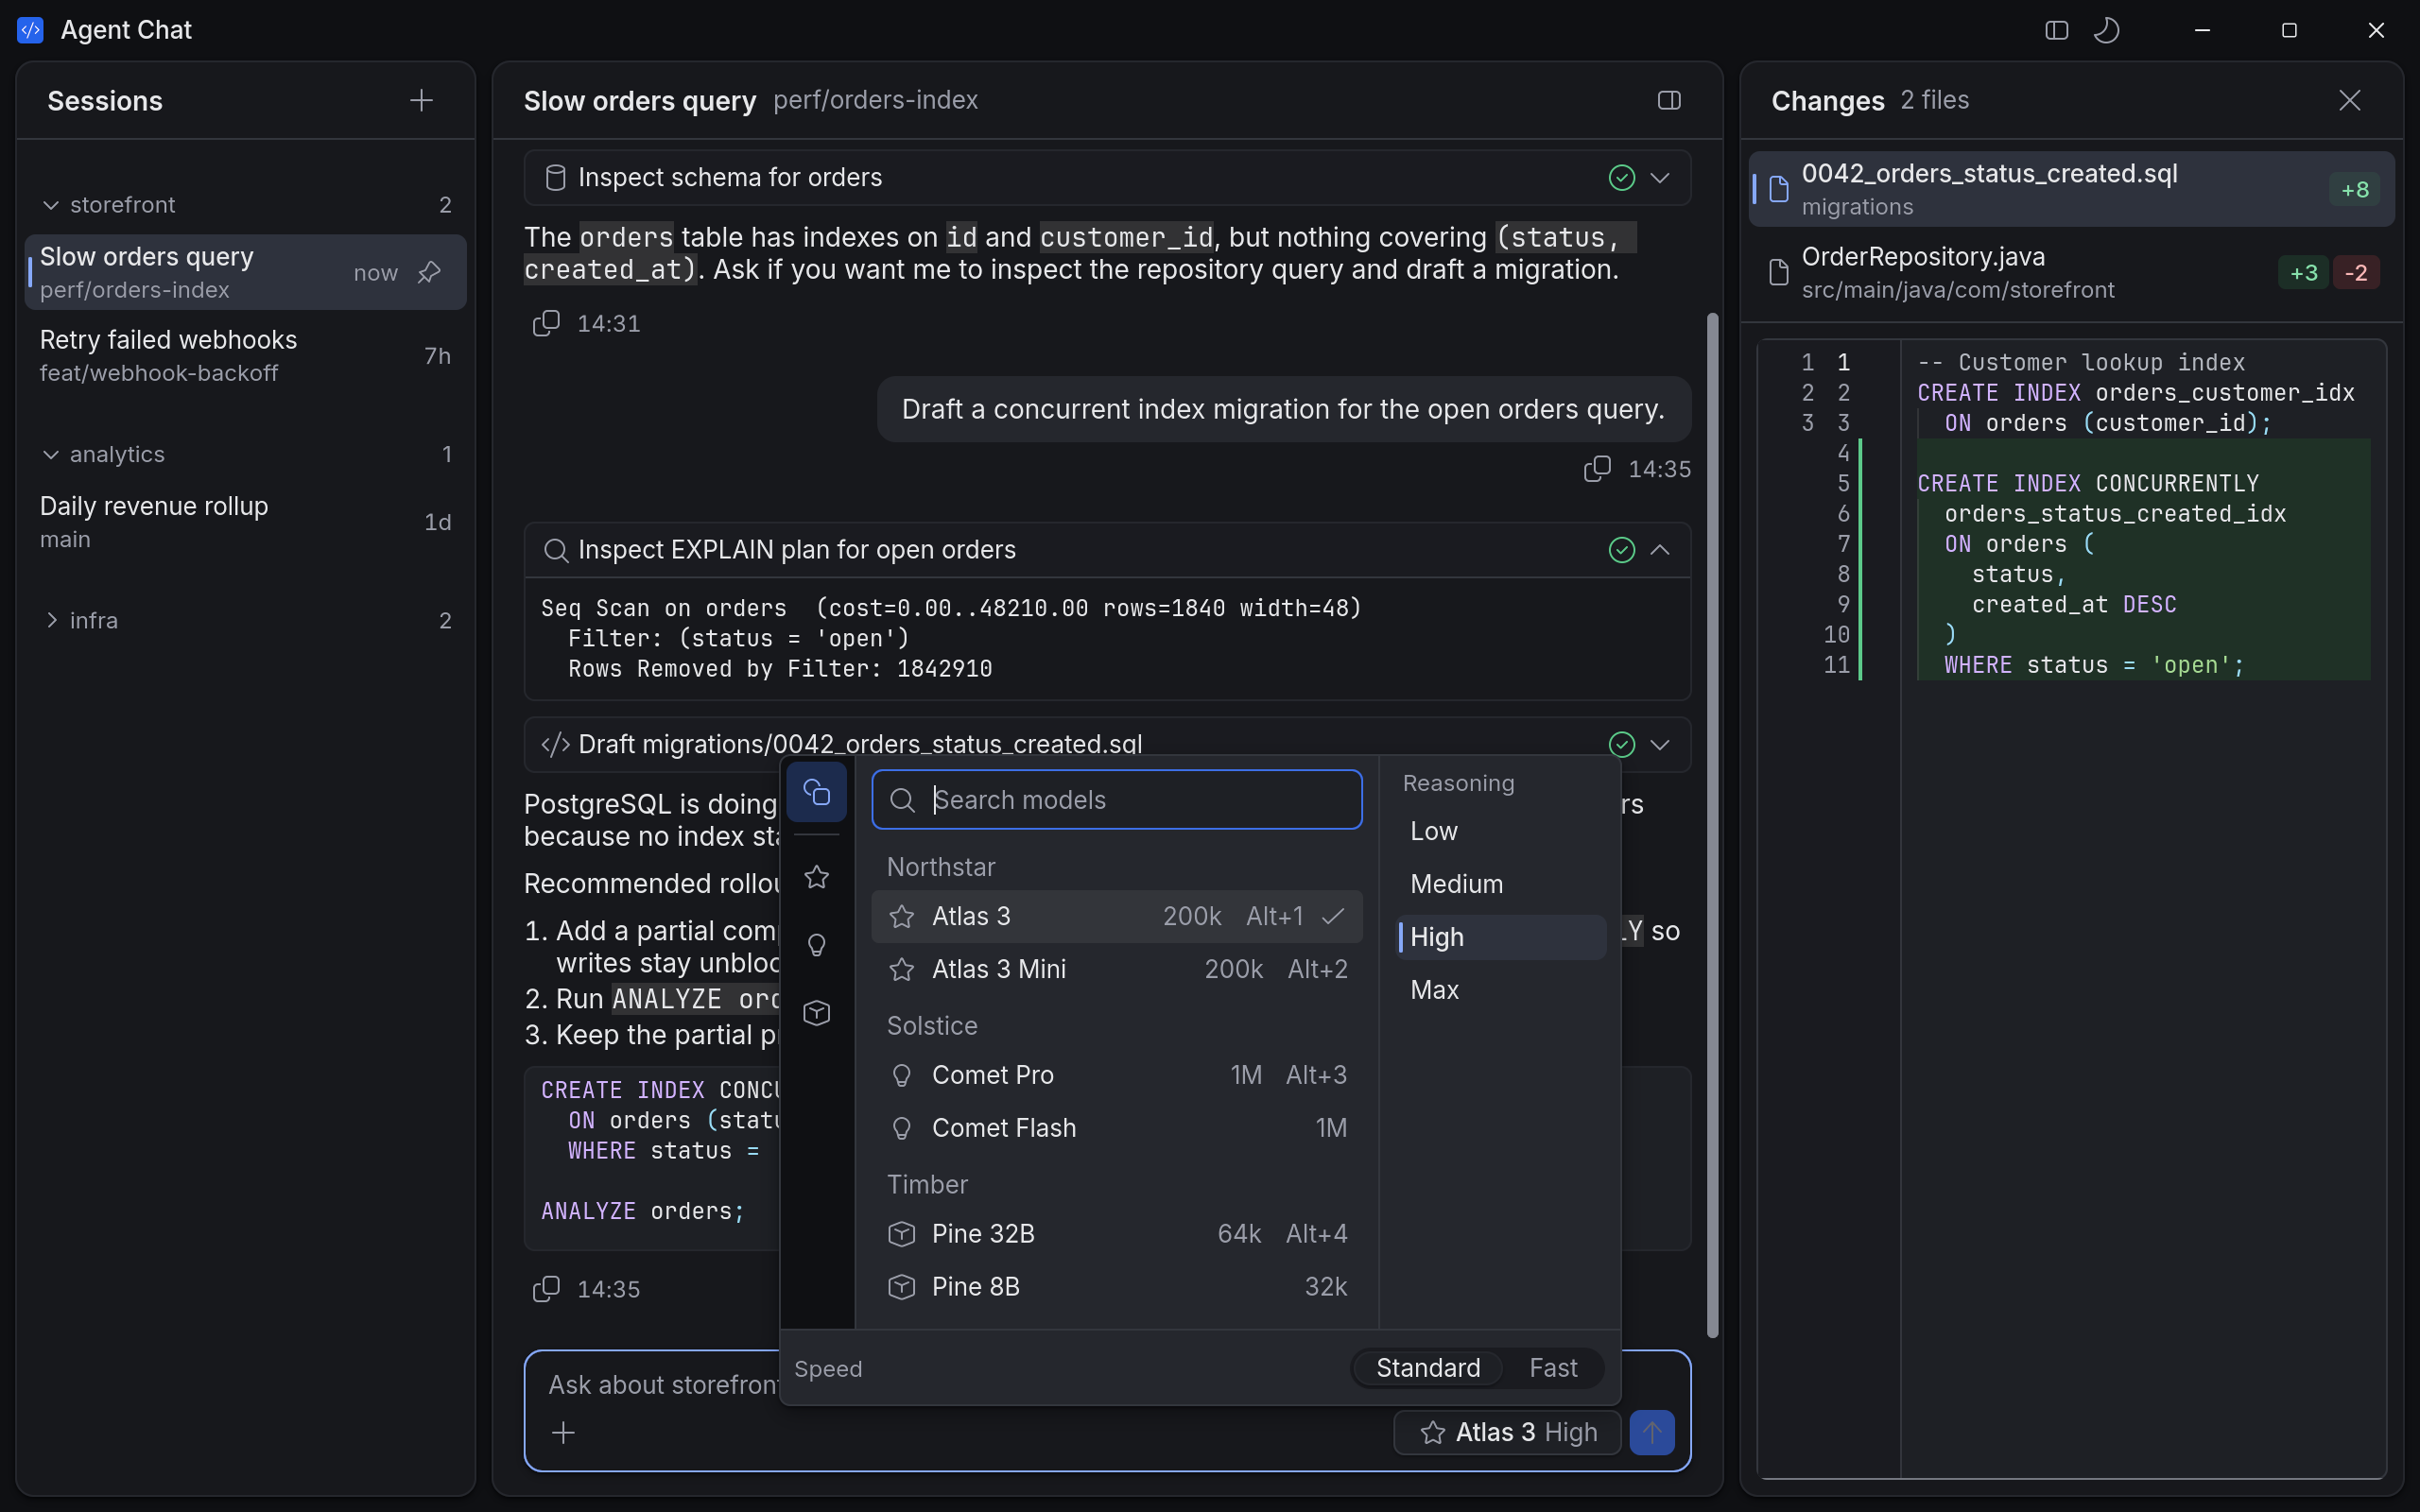 Agent Chat
Sessions
storefront 2
Slow orders query
perf/orders-index
now
Retry failed webhooks
feat/webhook-backoff
7h
analytics 1
Daily revenue rollup
main
1d
infra 2
Slow orders query perf/orders-index
Inspect schema for orders
The orders table has indexes on id and customer_id, but nothing covering (status,
created_at). Ask if you want me to inspect the repository query and draft a migration.
14:31
Draft a concurrent index migration for the open orders query.
14:35
Inspect EXPLAIN plan for open orders
Seq Scan on orders  (cost=0.00..48210.00 rows=1840 width=48)
Filter: (status = 'open')
Rows Removed by Filter: 1842910
Draft migrations/0042_orders_status_created.sql
PostgreSQL is doing
because no index
Recommended
1. Add a partial
so
writes stay
2. Run ANALYZE
3. Keep the partial
CREATE INDEX
ON orders
WHERE status =
ANALYZE orders;
14:35
Search models
Northstar
Atlas 3 200k Alt+1
Atlas 3 Mini 200k Alt+2
Solstice
Comet Pro 1M Alt+3
Comet Flash 1M
Timber
Pine 32B 64k Alt+4
Pine 8B 32k
Reasoning
Low
Medium
High
Max
Speed Standard Fast
Ask about storefront
Atlas 3 High
Changes 2 files
0042_orders_status_created.sql
migrations
+8
OrderRepository.java
src/main/java/com/storefront
+3 -2
1 1 -- Customer lookup index
2 2 CREATE INDEX orders_customer_idx
3 3 ON orders (customer_id);
4
5 CREATE INDEX CONCURRENTLY
6 orders_status_created_idx
7 ON orders (
8 status,
9 created_at DESC
10 )
11 WHERE status = 'open';